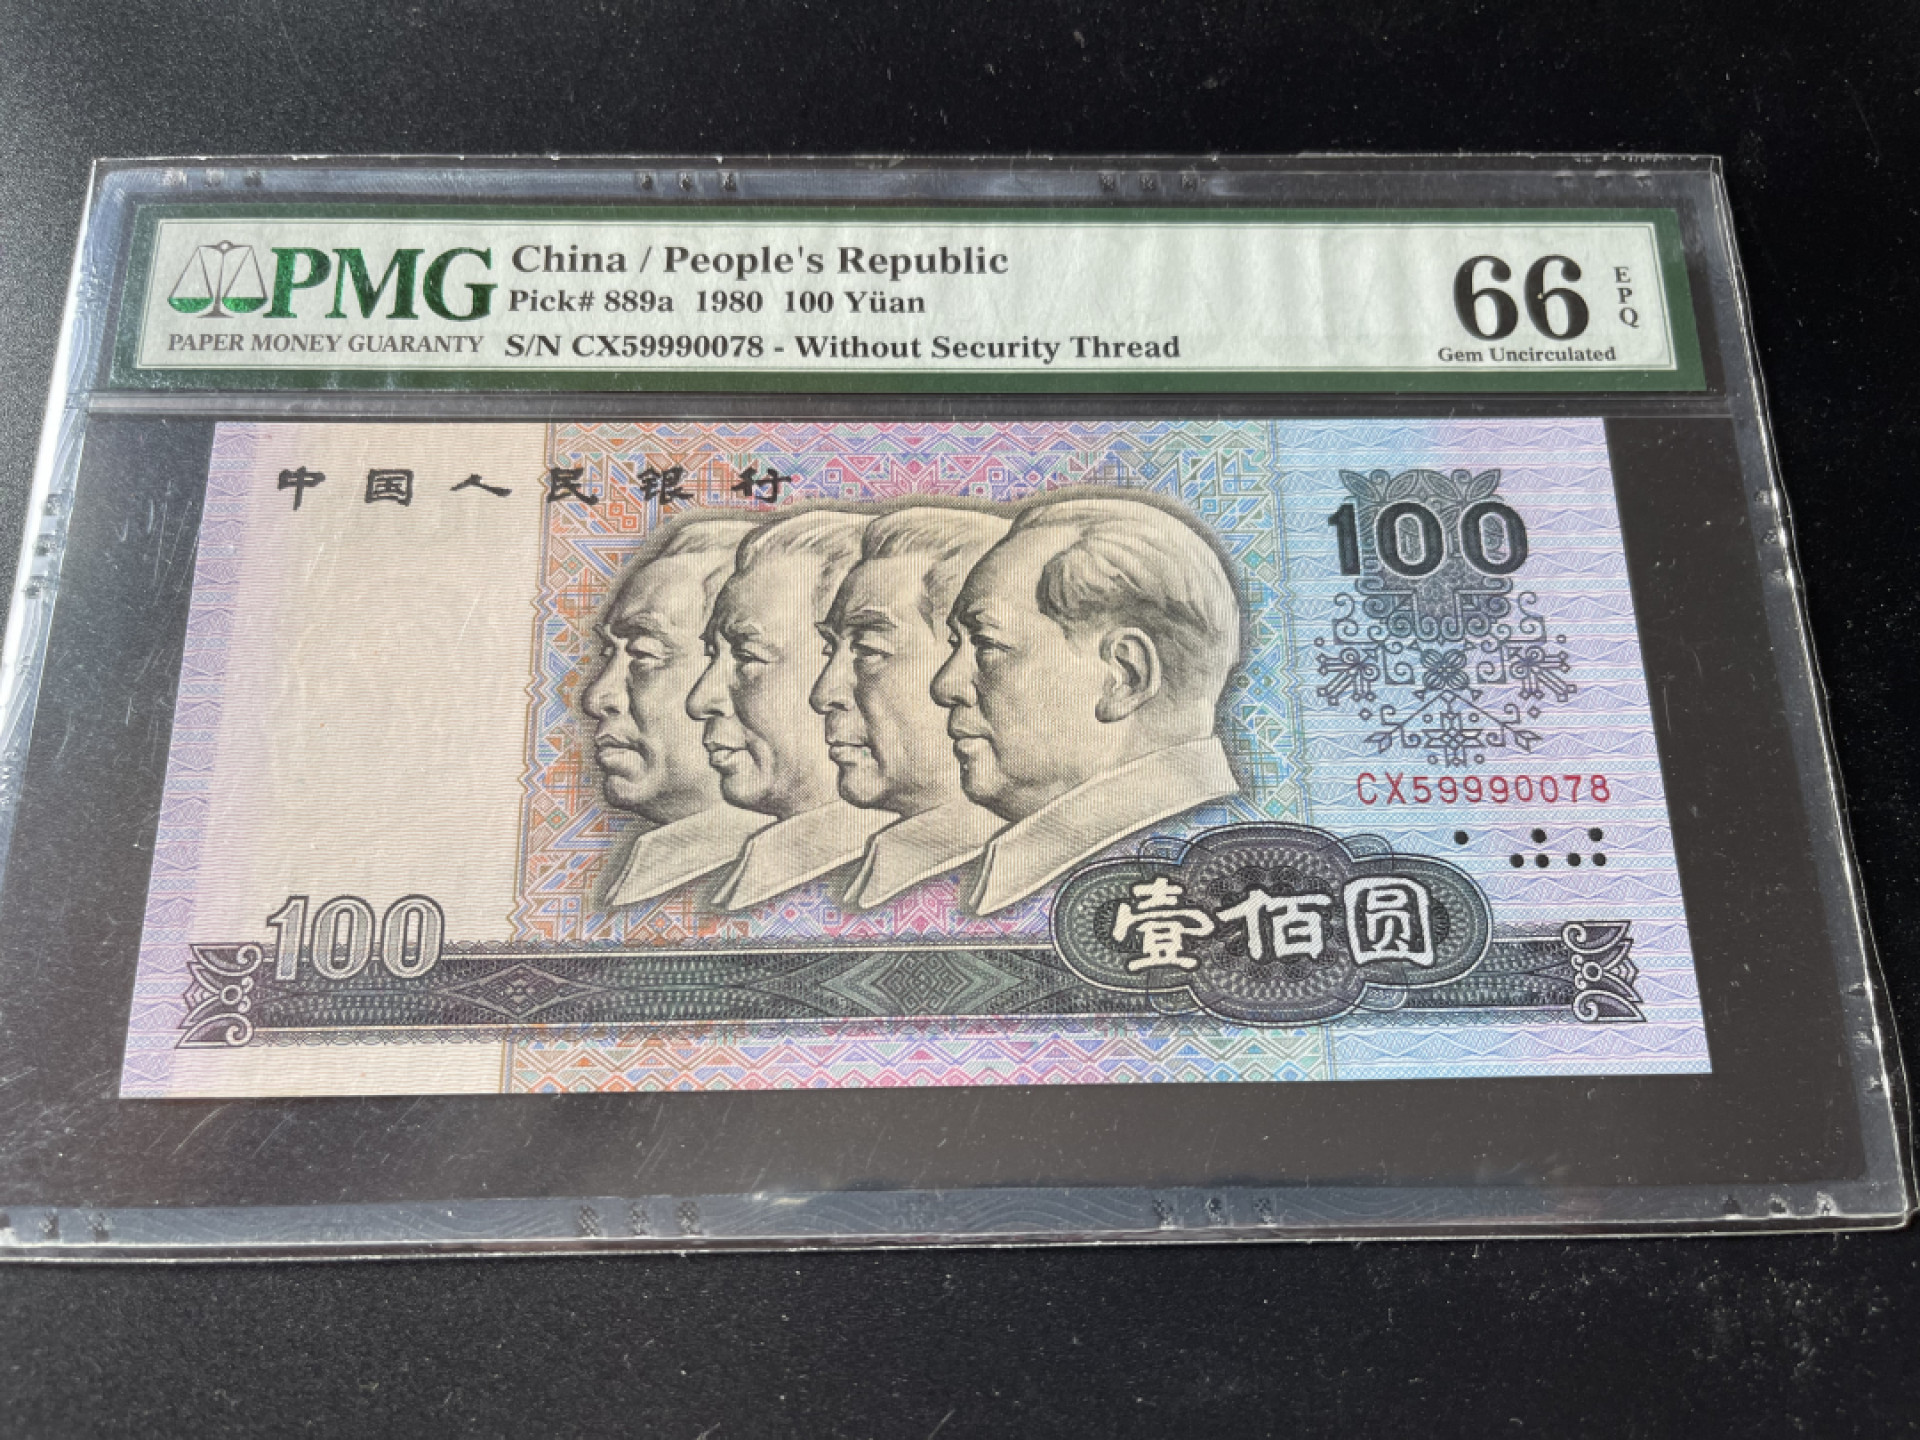 PMG
PAPER MONEY GUARANTY
China / People's Republic
Pick# 889a 1980 100 Yüan
S/N CX59990078 - Without Security Thread
66
EPQ
Gem Uncirculated
中国人民银行
100
CX59990078
壹佰圆
100